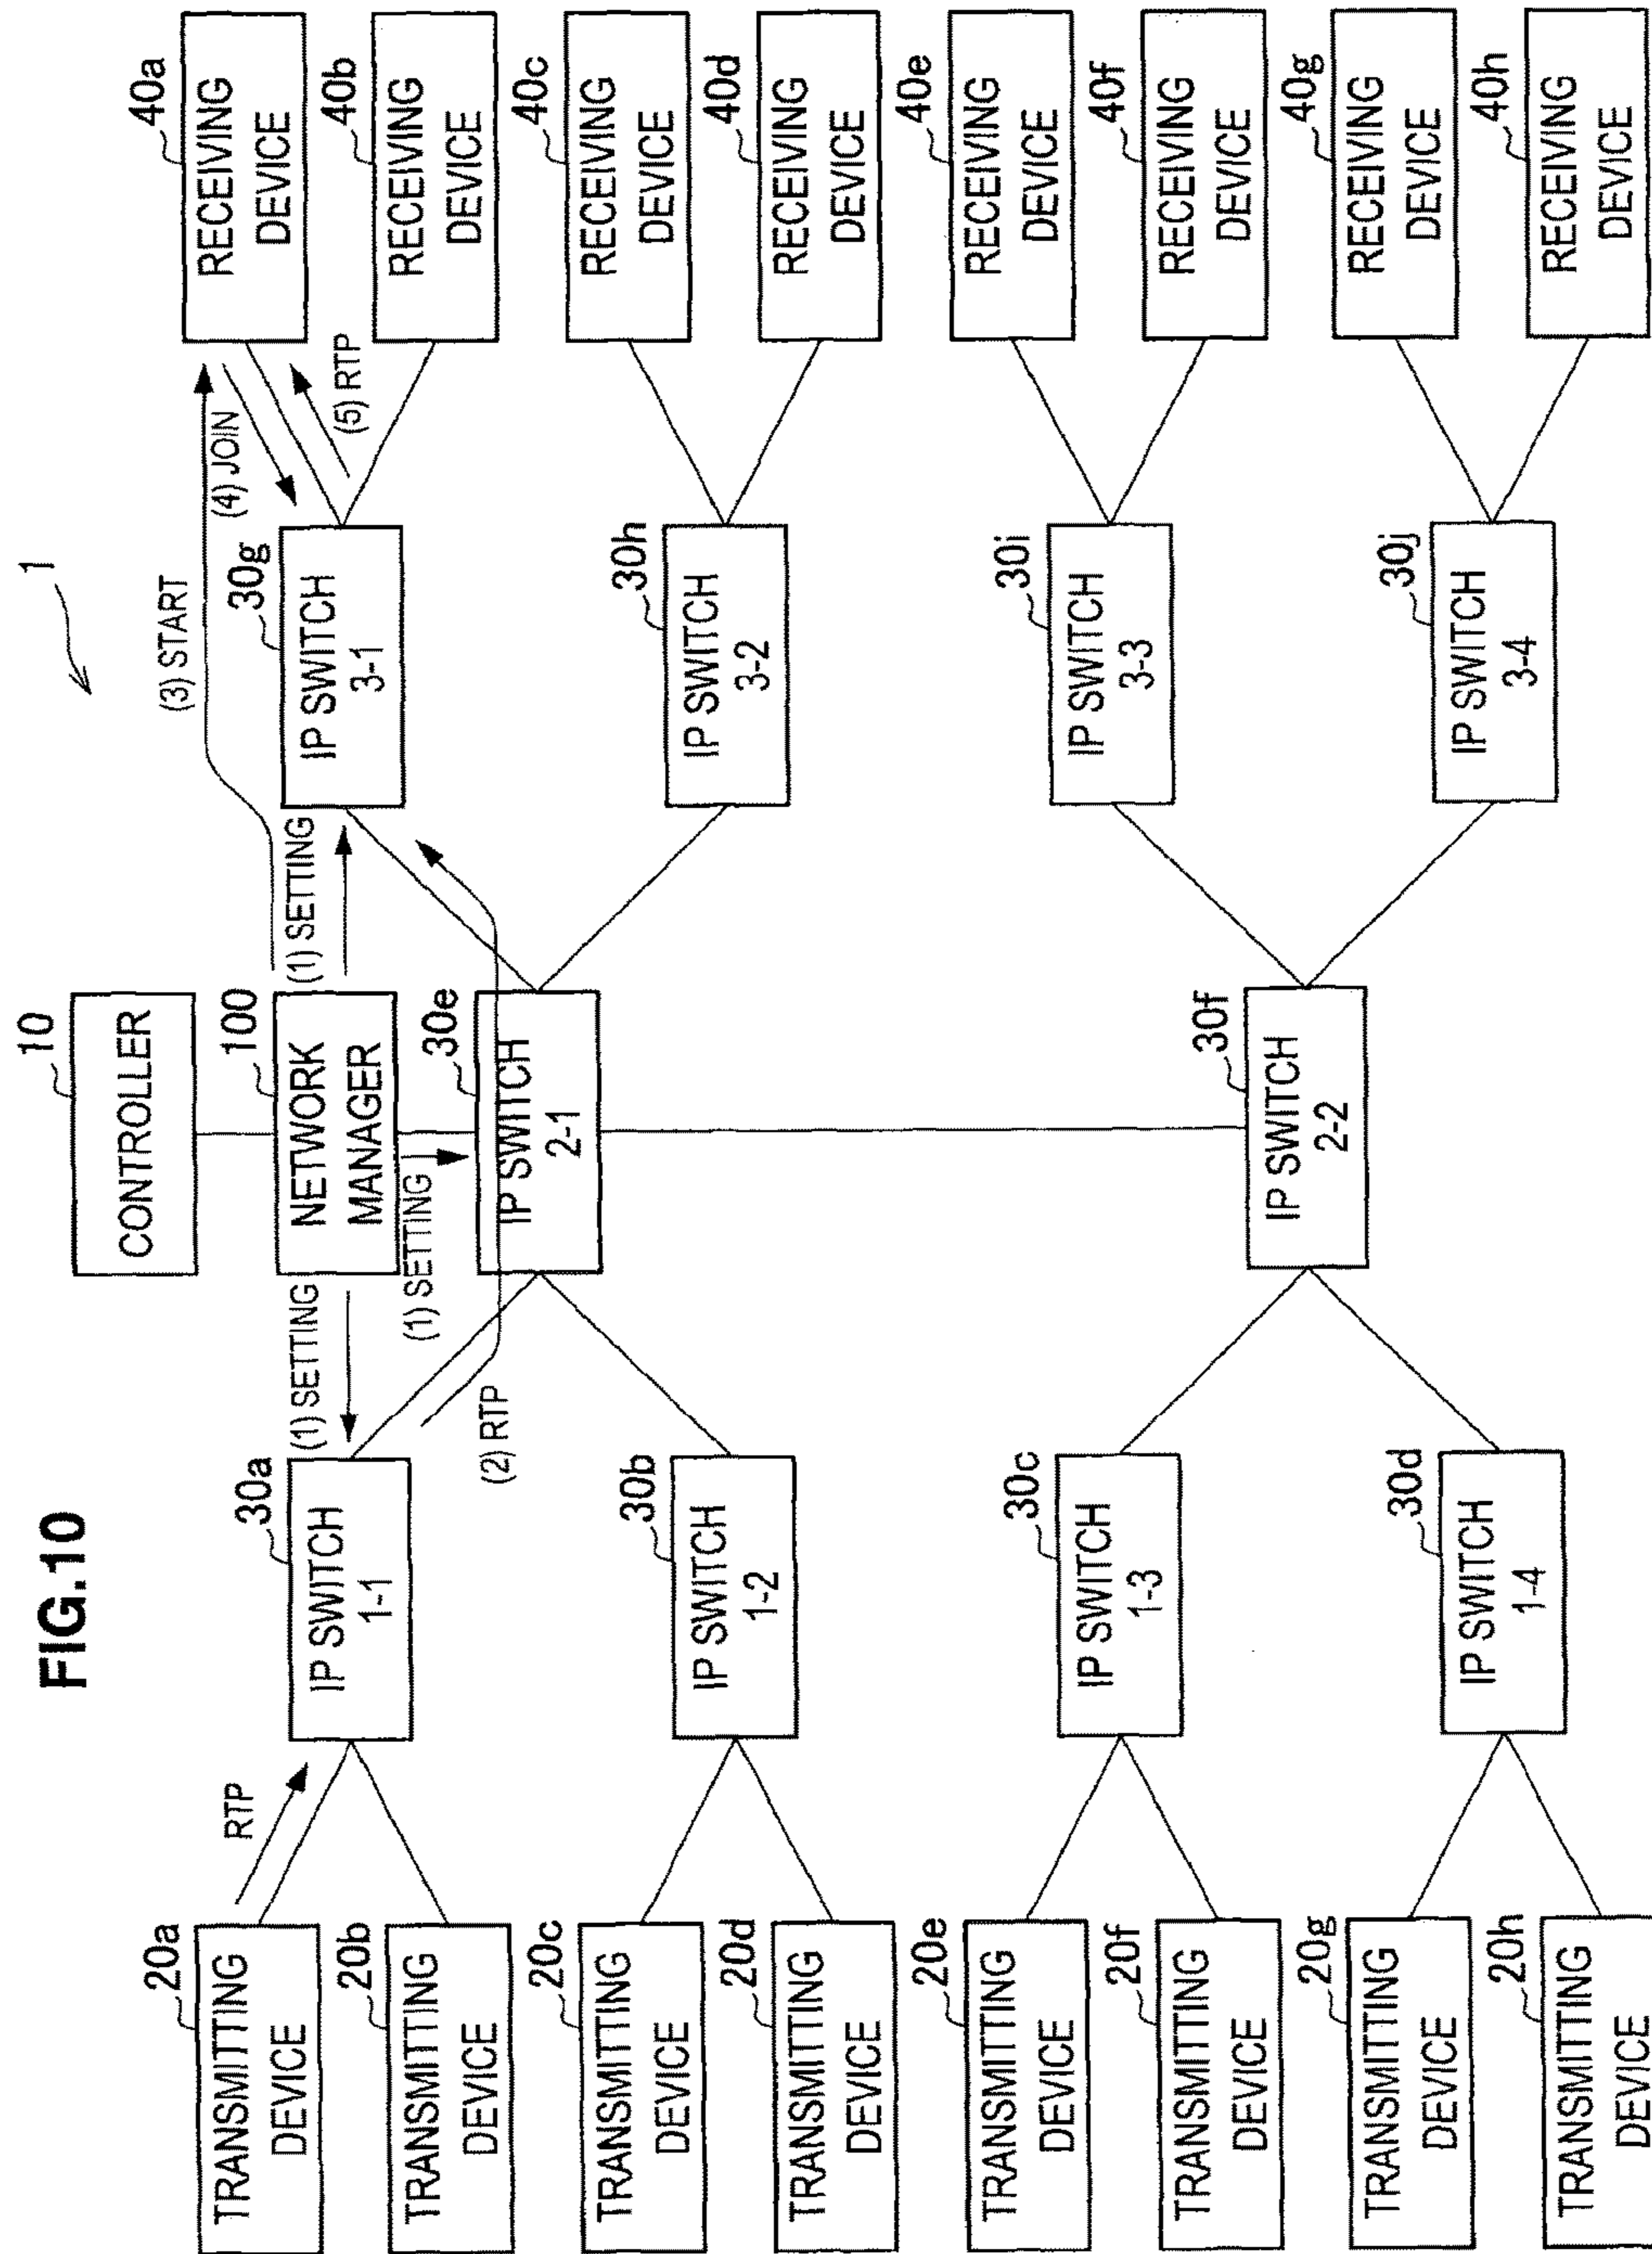 FIG.10
1
10
CONTROLLER
100
NETWORK
MANAGER
(1) SETTING
(1) SETTING
(1) SETTING
(2) RTP
(3) START
(4) JOIN
(5) RTP
RTP
20a
TRANSMITTING
DEVICE
20b
TRANSMITTING
DEVICE
20c
TRANSMITTING
DEVICE
20d
TRANSMITTING
DEVICE
20e
TRANSMITTING
DEVICE
20f
TRANSMITTING
DEVICE
20g
TRANSMITTING
DEVICE
20h
TRANSMITTING
DEVICE
30a
IP SWITCH
1-1
30b
IP SWITCH
1-2
30c
IP SWITCH
1-3
30d
IP SWITCH
1-4
30e
IP SWITCH
2-1
30f
IP SWITCH
2-2
30g
IP SWITCH
3-1
30h
IP SWITCH
3-2
30i
IP SWITCH
3-3
30j
IP SWITCH
3-4
40a
RECEIVING
DEVICE
40b
RECEIVING
DEVICE
40c
RECEIVING
DEVICE
40d
RECEIVING
DEVICE
40e
RECEIVING
DEVICE
40f
RECEIVING
DEVICE
40g
RECEIVING
DEVICE
40h
RECEIVING
DEVICE